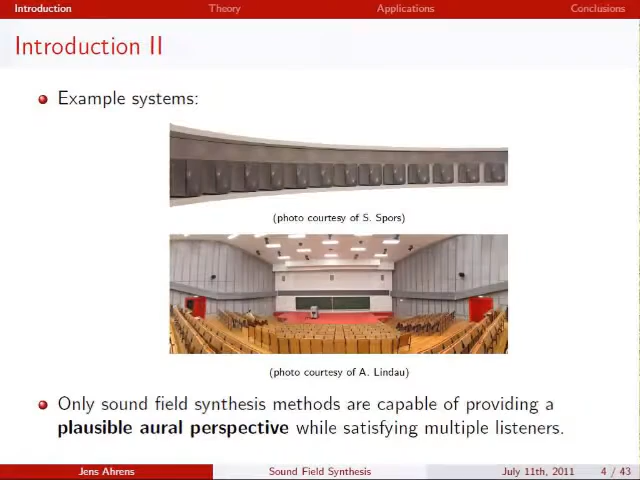 Introduction Theory Applications Conclusions
Introduction II
Example systems:
(photo courtesy of S. Spors)
(photo courtesy of A. Lindau)
Only sound field synthesis methods are capable of providing a
plausible aural perspective while satisfying multiple listeners.
Jens Ahrens Sound Field Synthesis July 11th, 2011 4 / 43